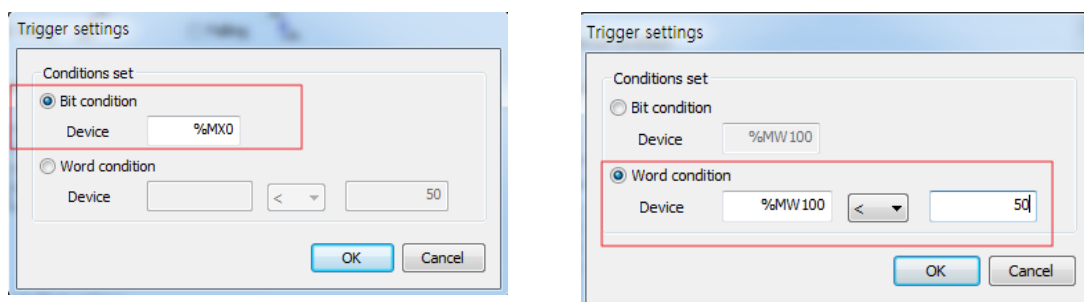 Trigger settings
Conditions set
Bit condition
Device %MX0
Word condition
Device < 50
OK Cancel
Trigger settings
Conditions set
Bit condition
Device %MW100
Word condition
Device %MW100 < 50
OK Cancel